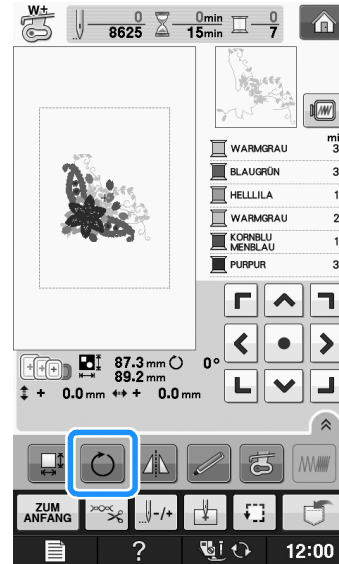 W+
0
8625
0min
15min
0
7
mi
WARMGRAU 3
BLAUGRÜN 3
HELLLILA 1
WARMGRAU 2
KORNBLU
MENBLAU 1
PURPUR 3
87.3 mm 0°
89.2 mm
+ 0.0 mm + 0.0 mm
ZUM
ANFANG
-/+
?
12:00